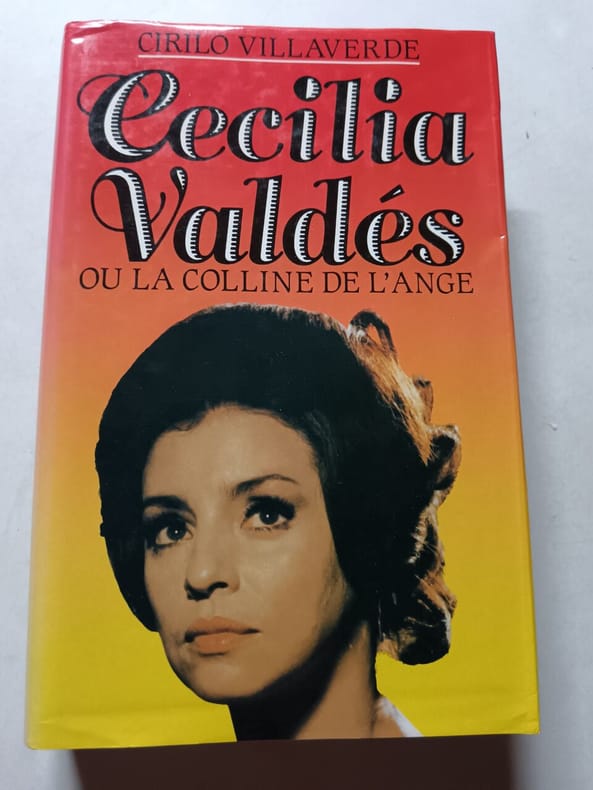 CIRILO VILLAVERDE
Cecilia
Valdés
OU LA COLLINE DE L'ANGE